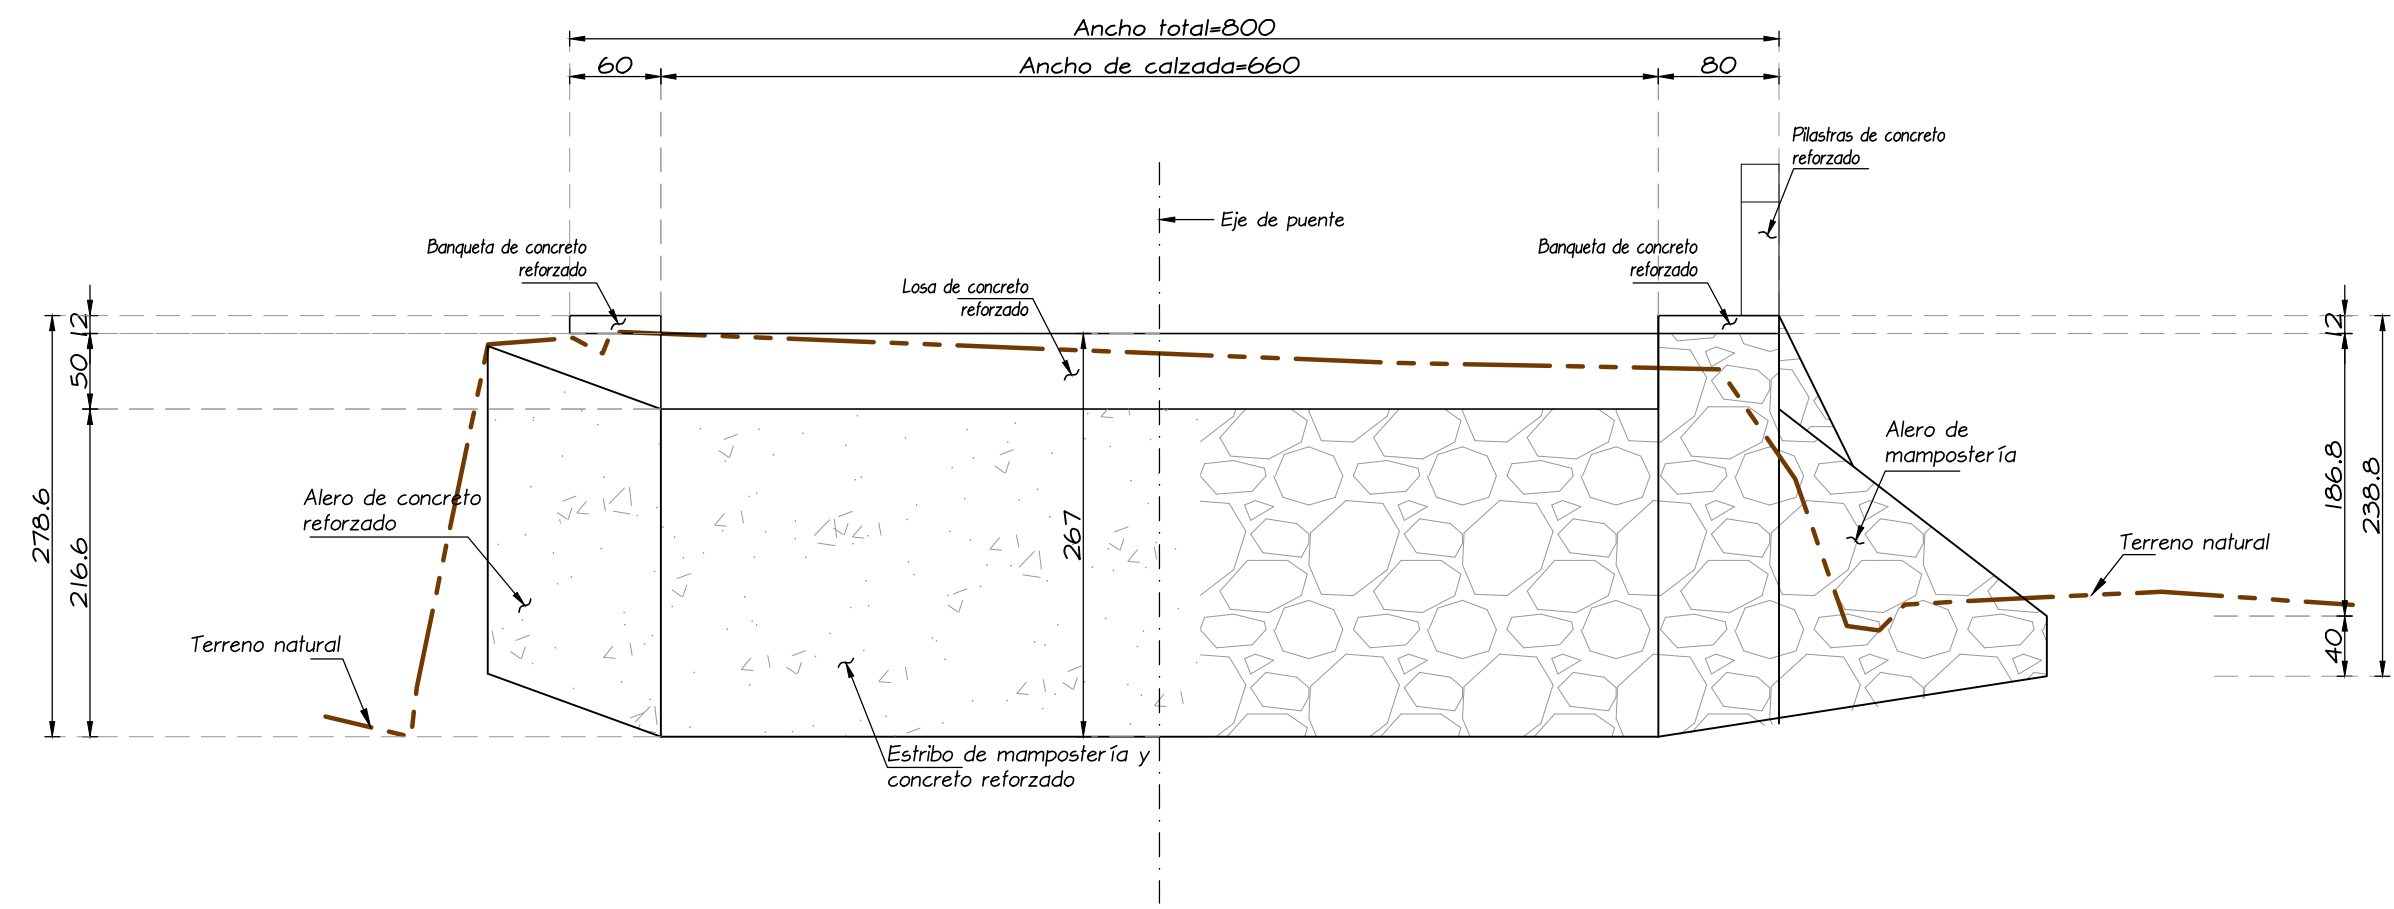 Ancho total=800
60
Ancho de calzada=660
80
Pilastras de concreto
reforzado
Eje de puente
Banqueta de concreto
reforzado
Banqueta de concreto
reforzado
Losa de concreto
reforzado
12
50
216.6
278.6
267
12
186.8
238.8
40
Alero de
mampostería
Alero de concreto
reforzado
Terreno natural
Terreno natural
Estribo de mampostería y
concreto reforzado